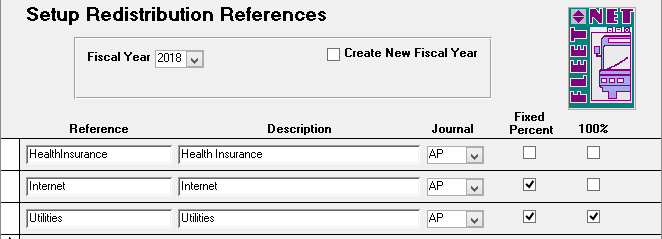 Setup Redistribution References
FLEET NET
Fiscal Year 2018
Create New Fiscal Year
Reference Description Journal Fixed Percent 100%
HealthInsurance Health Insurance AP
Internet Internet AP
Utilities Utilities AP